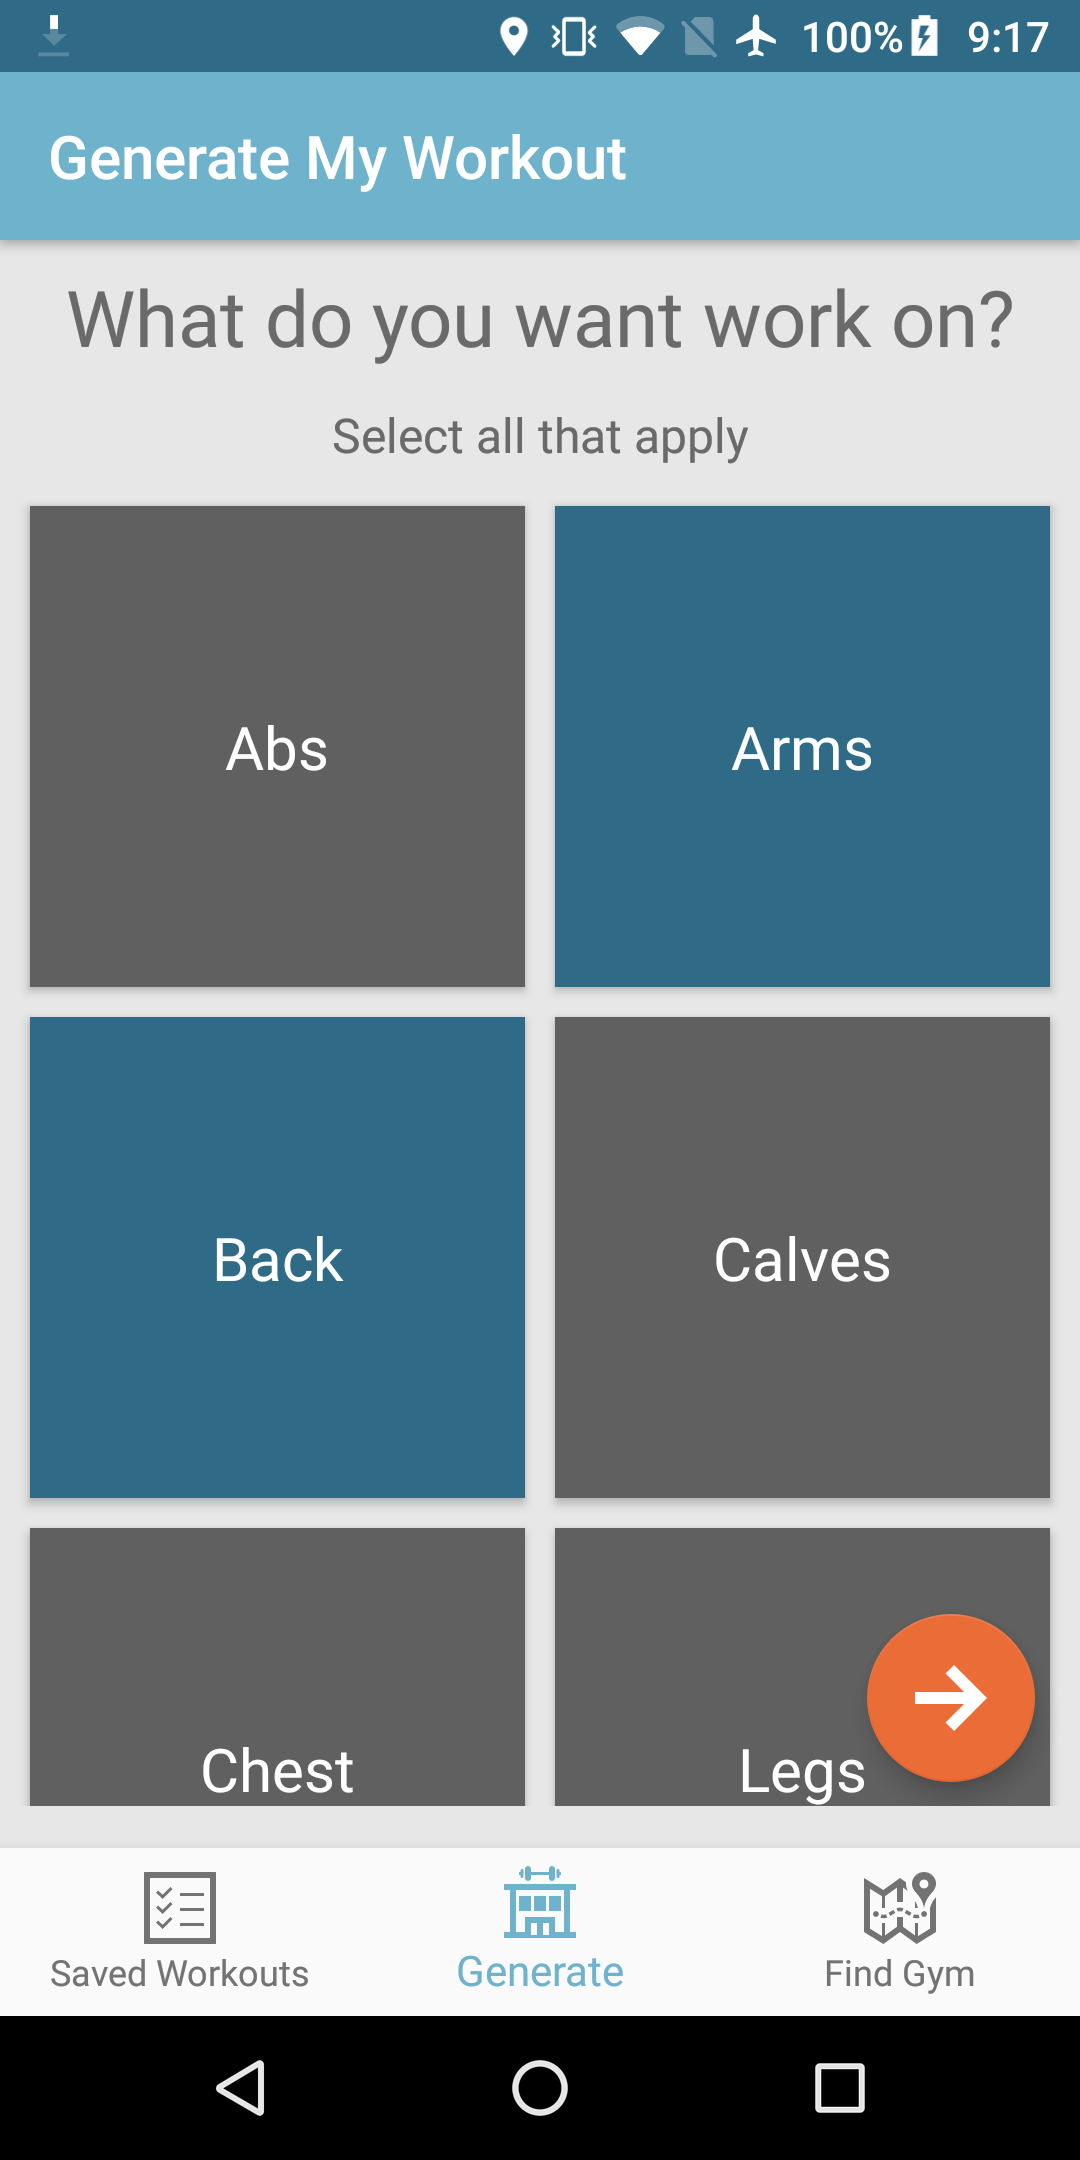 100% 9:17
Generate My Workout
What do you want work on?
Select all that apply
Abs
Arms
Back
Calves
Chest
Legs
Saved Workouts
Generate
Find Gym